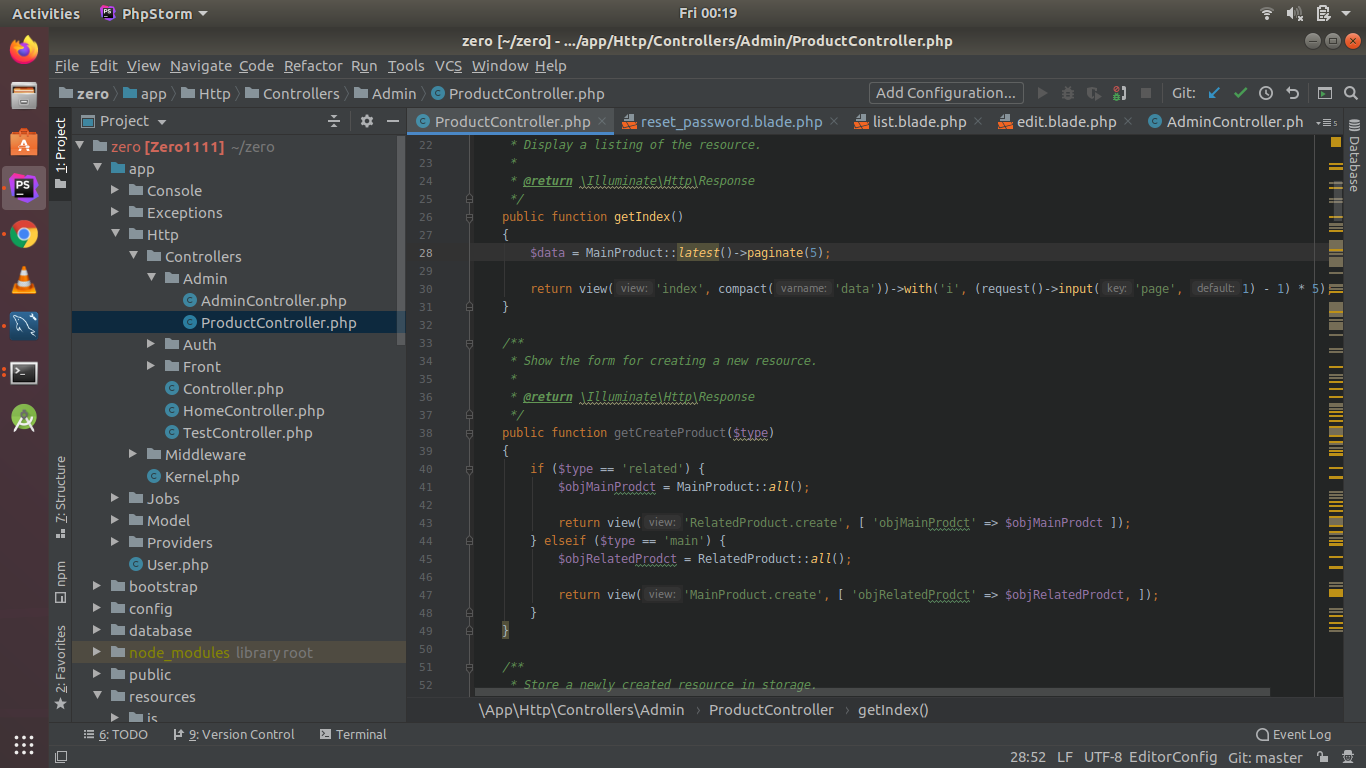 Activities PhpStorm Fri 00:19
zero [~/zero] - .../app/Http/Controllers/Admin/ProductController.php
File Edit View Navigate Code Refactor Run Tools VCS Window Help
zero app Http Controllers Admin ProductController.php Add Configuration... Git:
Project ProductController.php reset_password.blade.php list.blade.php edit.blade.php AdminController.ph
1: Project
7: Structure
npm
2: Favorites
Database
zero [Zero1111] ~/zero
app
Console
Exceptions
Http
Controllers
Admin
AdminController.php
ProductController.php
Auth
Front
Controller.php
HomeController.php
TestController.php
Middleware
Kernel.php
Jobs
Model
Providers
User.php
bootstrap
config
database
node_modules library root
public
resources
js
22 * Display a listing of the resource.
23 *
24 * @return \Illuminate\Http\Response
25 */
26 public function getIndex()
27 {
28 $data = MainProduct::latest()->paginate(5);
29
30 return view( view: 'index', compact( varname: 'data'))->with('i', (request()->input( key: 'page', default: 1) - 1) * 5)
31 }
32
33 /**
34 * Show the form for creating a new resource.
35 *
36 * @return \Illuminate\Http\Response
37 */
38 public function getCreateProduct($type)
39 {
40 if ($type == 'related') {
41 $objMainProdct = MainProduct::all();
42
43 return view( view: 'RelatedProduct.create', [ 'objMainProdct' => $objMainProdct ]);
44 } elseif ($type == 'main') {
45 $objRelatedProdct = RelatedProduct::all();
46
47 return view( view: 'MainProduct.create', [ 'objRelatedProdct' => $objRelatedProdct, ]);
48 }
49 }
50
51 /**
52 * Store a newly created resource in storage.
\App\Http\Controllers\Admin › ProductController › getIndex()
6: TODO 9: Version Control Terminal Event Log
28:52 LF UTF-8 EditorConfig Git: master